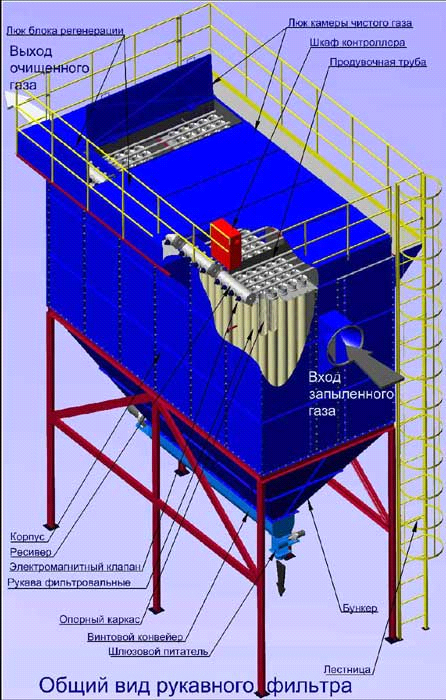 Люк блока регенерации
Люк камеры чистого газа
Шкаф контроллера
Продувочная труба
Выход
очищенного
газа
Вход
запыленного
газа
Корпус
Ресивер
Электромагнитный клапан
Рукава фильтровальные
Опорный каркас
Винтовой конвейер
Шлюзовой питатель
Бункер
Лестница
Общий вид рукавного фильтра